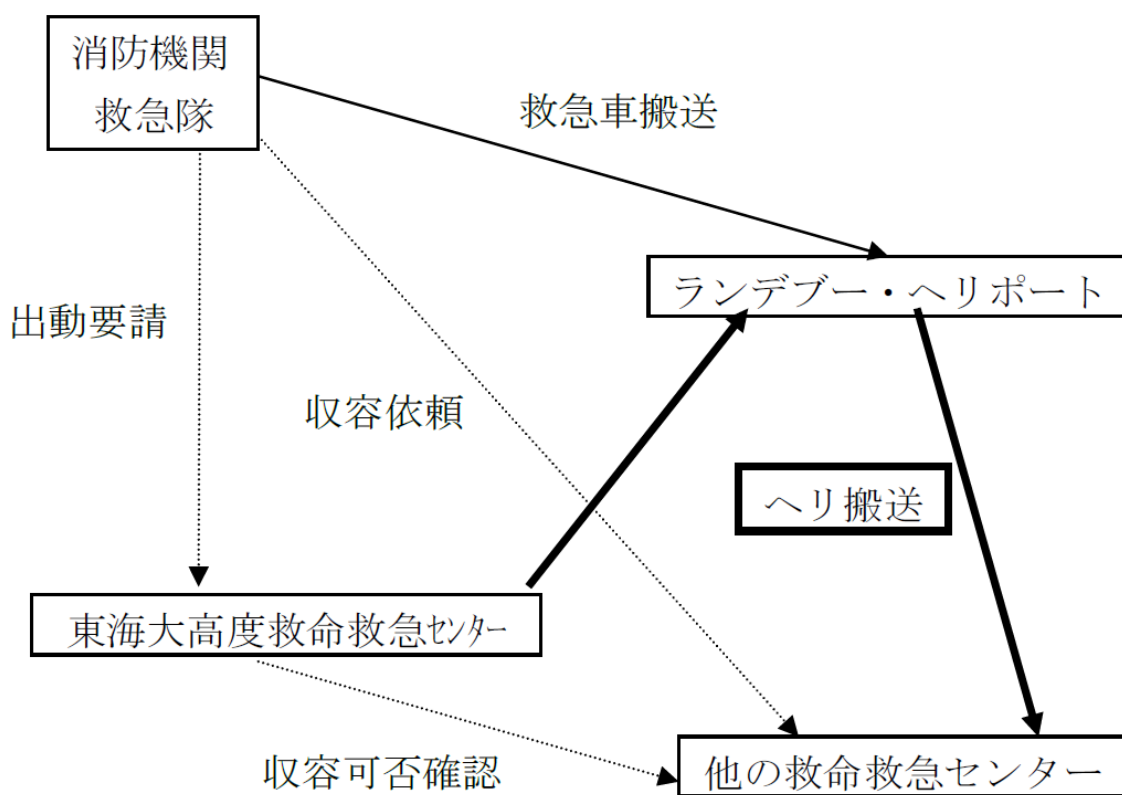 消防機関
救急隊
救急車搬送
ランデブー・ヘリポート
出動要請
収容依頼
ヘリ搬送
東海大高度救命救急ｾﾝﾀｰ
収容可否確認
他の救命救急センター